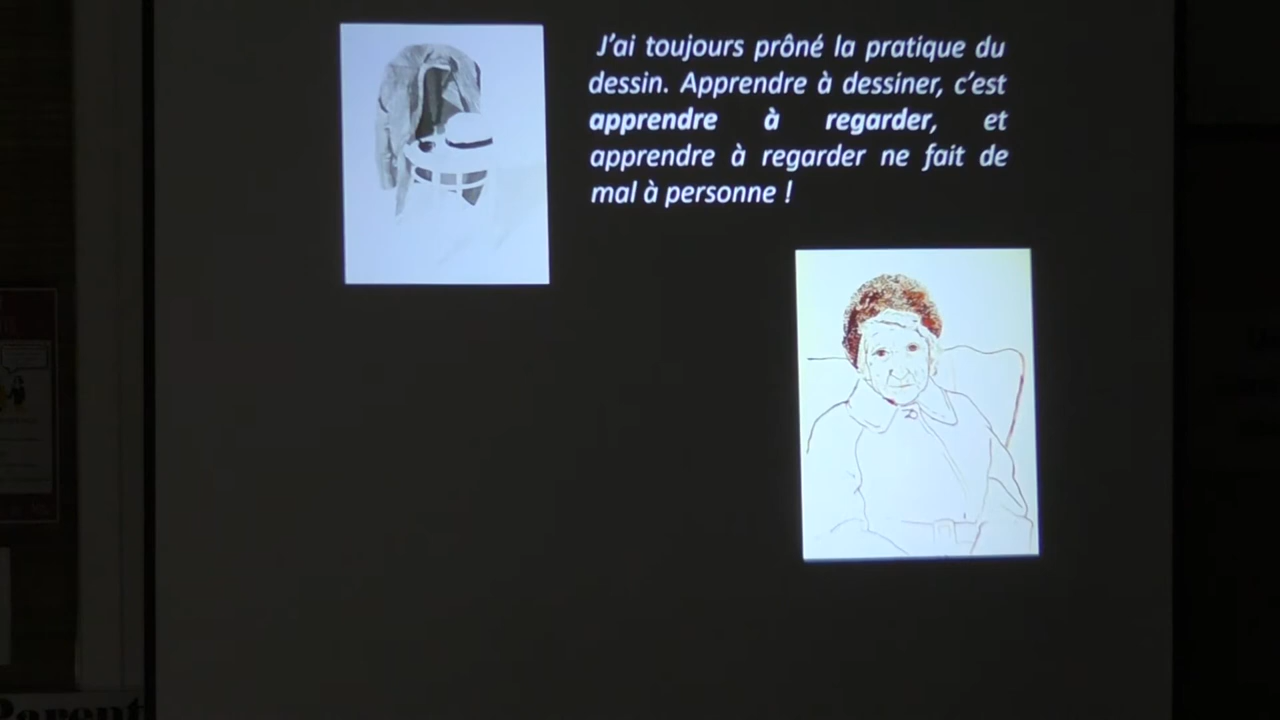 J'ai toujours prôné la pratique du
dessin. Apprendre à dessiner, c'est
apprendre à regarder, et
apprendre à regarder ne fait de
mal à personne !
Parent